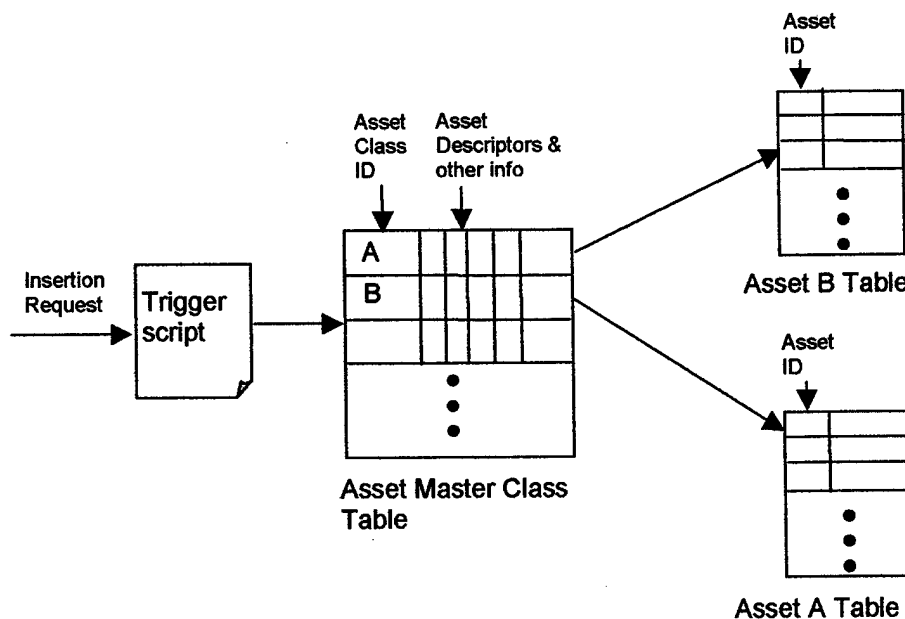 Asset
ID
Asset
Class
ID
Asset
Descriptors &
other info
A
B
Insertion
Request
Trigger
script
Asset Master Class
Table
Asset B Table
Asset
ID
Asset A Table